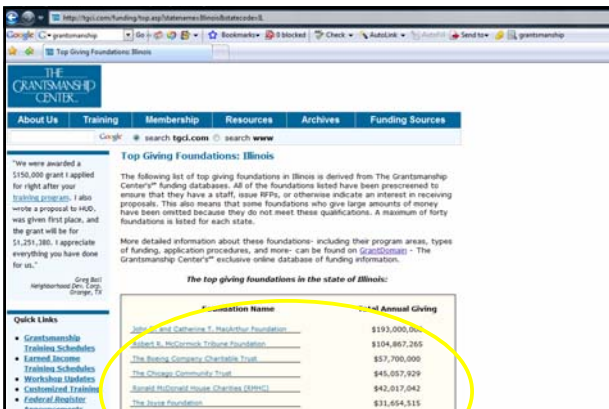 http://tgci.com/funding/top.asp?statename=Illinois&statecode=IL
Google
grantsmanship
Go
Bookmarks
0 blocked
Check
AutoLink
AutoFill
Send to
grantsmanship
Top Giving Foundations: Illinois
THE
GRANTSMANSHIP
CENTER
About Us Training Membership Resources Archives Funding Sources
Google search tgci.com search www
"We were awarded a
$150,000 grant I applied
for right after your
training program. I also
wrote a proposal to HUD,
was given first place, and
the grant will be for
$1,251,380. I appreciate
everything you have done
for us."
Greg Ball
Neighborhood Dev. Corp.
Orange, TX
Quick Links
Grantsmanship
Training Schedules
Earned Income
Training Schedules
Workshop Updates
Customized Training
Federal Register
Announcements
Top Giving Foundations: Illinois
The following list of top giving foundations in Illinois is derived from The Grantsmanship
Center's℠ funding databases. All of the foundations listed have been prescreened to
ensure that they have a staff, issue RFPs, or otherwise indicate an interest in receiving
proposals. This also means that some foundations who give large amounts of money
have been omitted because they do not meet these qualifications. A maximum of forty
foundations is listed for each state.
More detailed information about these foundations- including their program areas, types
of funding, application procedures, and more- can be found on GrantDomain - The
Grantsmanship Center's℠ exclusive online database of funding information.
The top giving foundations in the state of Illinois:
Foundation Name Total Annual Giving
John D. and Catherine T. MacArthur Foundation $193,000,000
Robert R. McCormick Tribune Foundation $104,867,265
The Boeing Company Charitable Trust $57,700,000
The Chicago Community Trust $45,057,929
Ronald McDonald House Charities (RMHC) $42,017,042
The Joyce Foundation $31,654,515